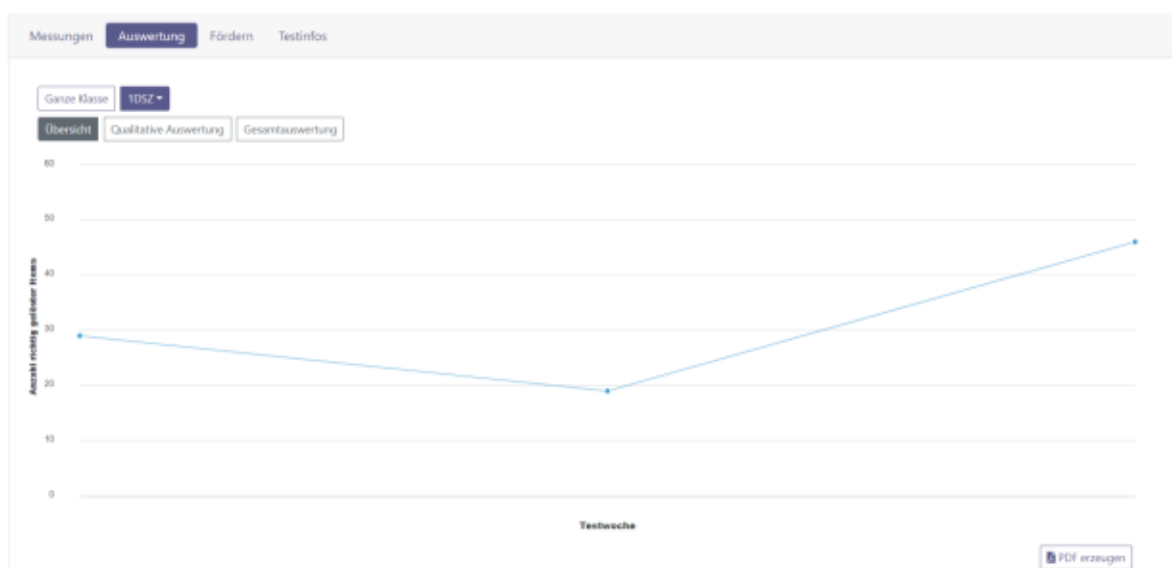 Messungen Auswertung Fördern Testinfos
Ganze Klasse 1DSZ
Übersicht Qualitative Auswertung Gesamtauswertung
60
50
40
30
20
10
0
Anzahl richtig gelöster Items
Testwoche
PDF erzeugen